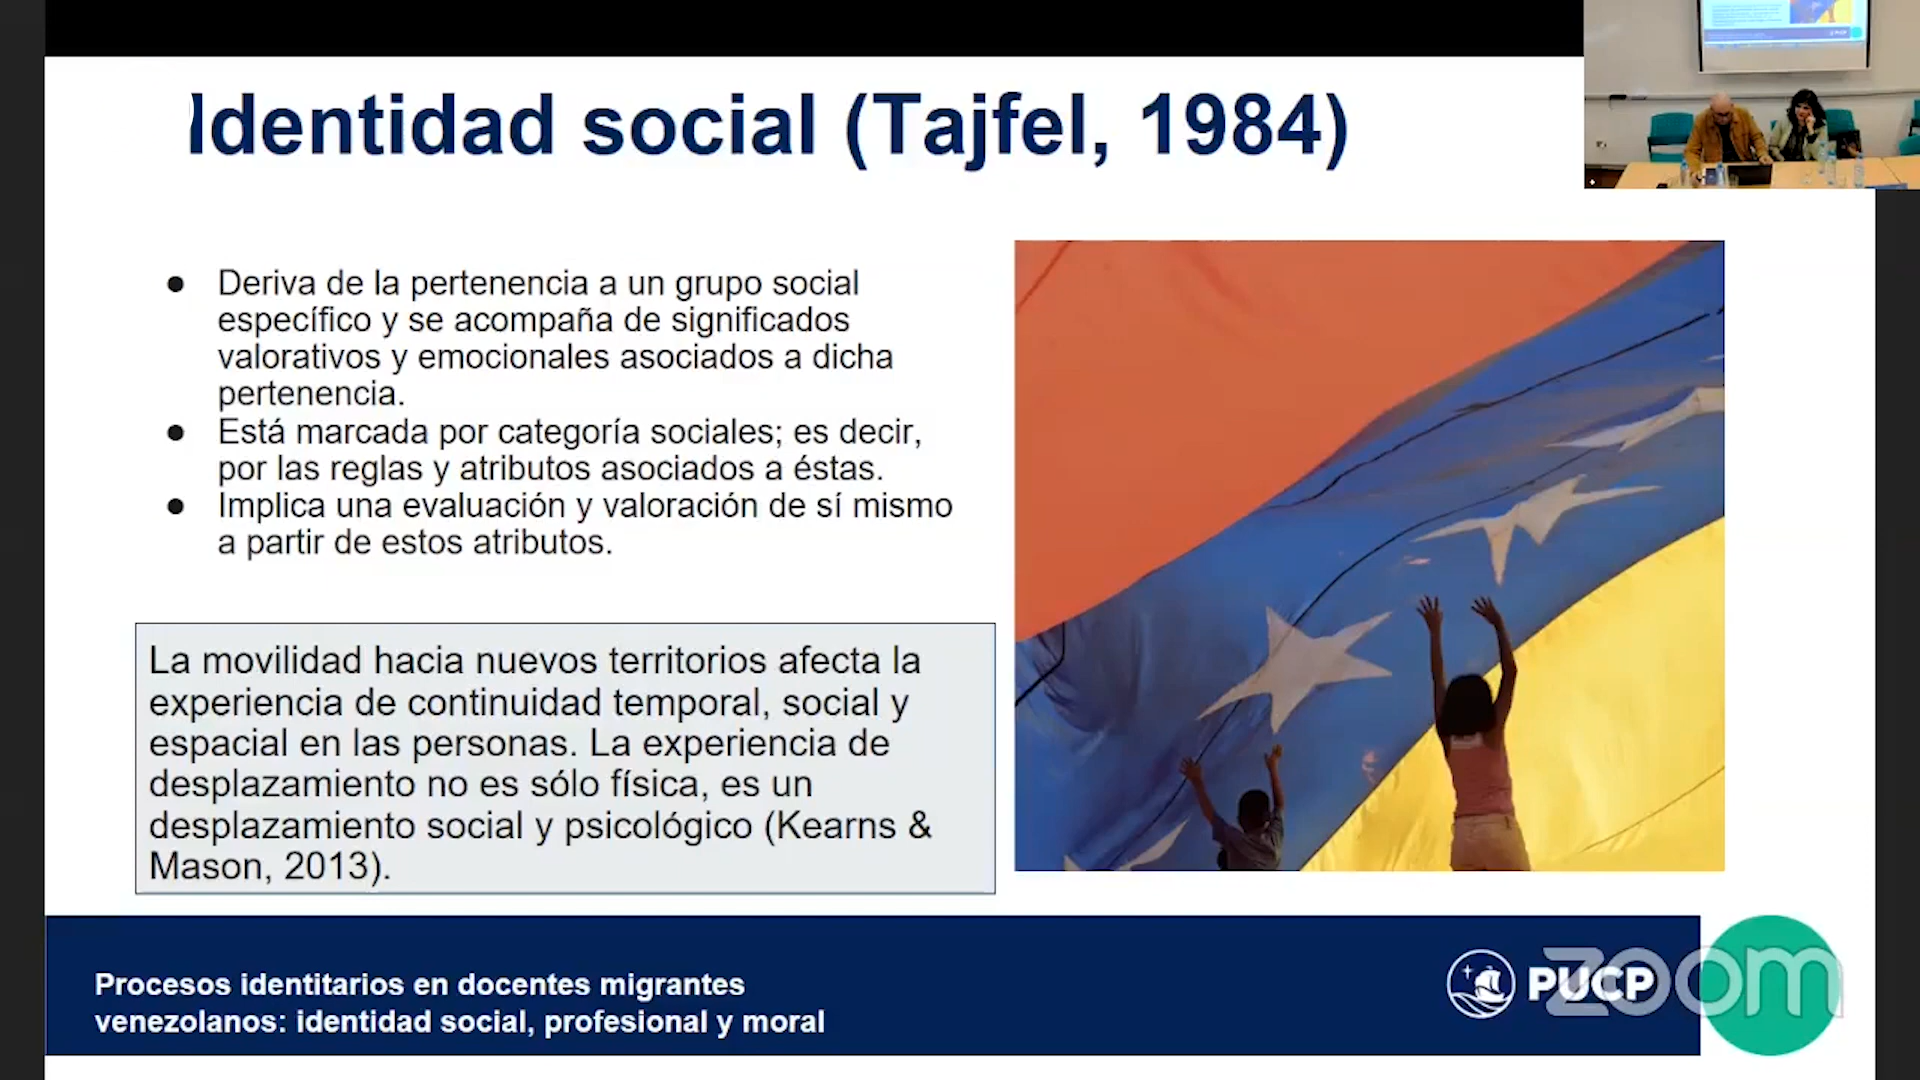 Identidad social (Tajfel, 1984)
● Deriva de la pertenencia a un grupo social
específico y se acompaña de significados
valorativos y emocionales asociados a dicha
pertenencia.
● Está marcada por categoría sociales; es decir,
por las reglas y atributos asociados a éstas.
● Implica una evaluación y valoración de sí mismo
a partir de estos atributos.
La movilidad hacia nuevos territorios afecta la
experiencia de continuidad temporal, social y
espacial en las personas. La experiencia de
desplazamiento no es sólo física, es un
desplazamiento social y psicológico (Kearns &
Mason, 2013).
Procesos identitarios en docentes migrantes
venezolanos: identidad social, profesional y moral
PUCP
zoom